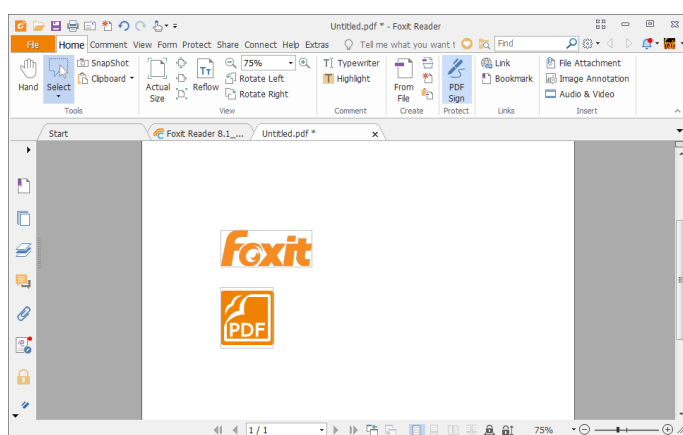 Untitled.pdf * - Foxit Reader
File Home Comment View Form Protect Share Connect Help Extras Tell me what you want t Find
Hand
Select
SnapShot
Clipboard
Actual Size
Reflow
75%
Rotate Left
Rotate Right
Typewriter
Highlight
From File
PDF Sign
Link
Bookmark
File Attachment
Image Annotation
Audio & Video
Tools View Comment Create Protect Links Insert
Start Foxit Reader 8.1_... Untitled.pdf *
foxit
PDF
1 / 1 75%